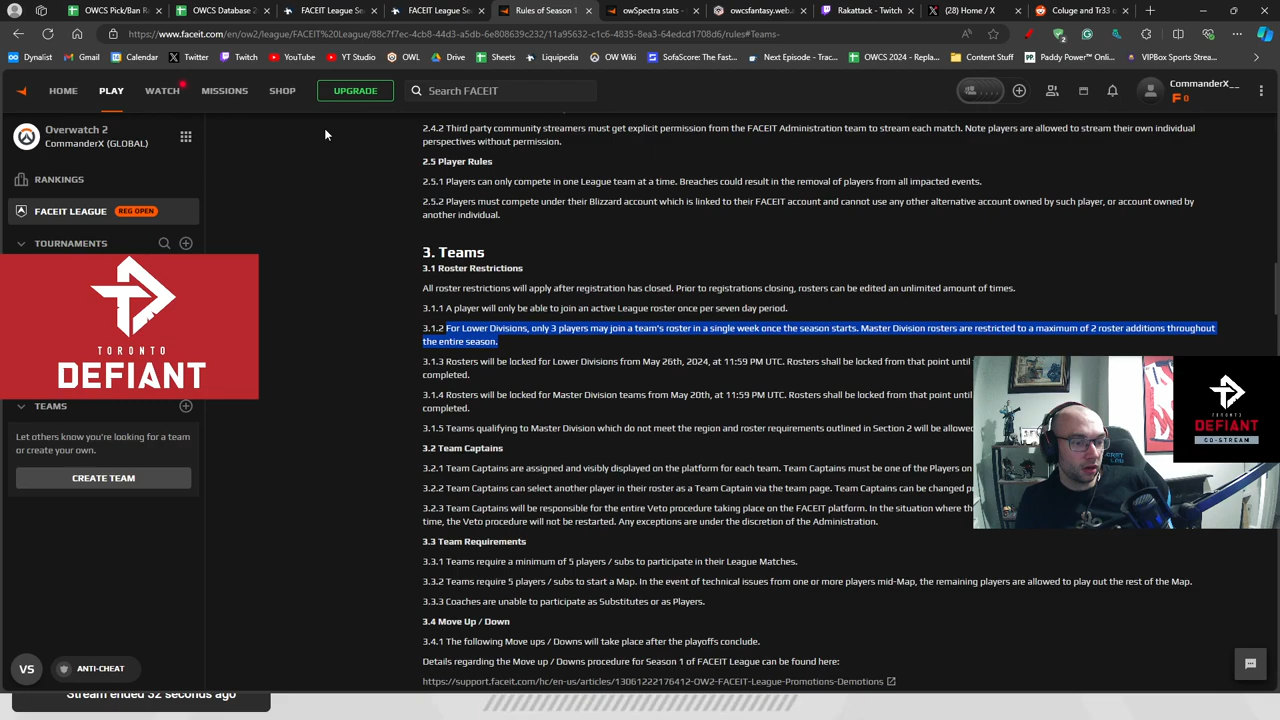 OWCS Pick/Ban Ra
OWCS Database 2
FACEIT League Se
FACEIT League Sea
Rules of Season 1
owSpectra stats -
owcsfantasy.weba
Rakattack - Twitch
(28) Home / X
Coluge and Tr33 o
https://www.faceit.com/en/ow2/league/FACEIT%20League/88c7f7ec-4cb8-44d3-a5db-6e808639c232/11a95632-c1c6-4835-8ea3-64edcd1708d6/rules#Teams-
Dynalist
Gmail
Calendar
Twitter
Twitch
YouTube
YT Studio
OWL
Drive
Sheets
Liquipedia
OW Wiki
SofaScore: The Fast...
Next Episode - Trac...
OWCS 2024 - Repla...
Content Stuff
Paddy Power™ Onli...
VIPBox Sports Strea...
HOME
PLAY
WATCH
MISSIONS
SHOP
UPGRADE
Search FACEIT
CommanderX__
0
Overwatch 2
CommanderX (GLOBAL)
RANKINGS
FACEIT LEAGUE
REG OPEN
TOURNAMENTS
TORONTO
DEFIANT
TEAMS
Let others know you're looking for a team
or create your own.
CREATE TEAM
VS
ANTI-CHEAT
Stream ended 32 seconds ago
2.4.2 Third party community streamers must get explicit permission from the FACEIT Administration team to stream each match. Note players are allowed to stream their own individual
perspectives without permission.
2.5 Player Rules
2.5.1 Players can only compete in one League team at a time. Breaches could result in the removal of players from all impacted events.
2.5.2 Players must compete under their Blizzard account which is linked to their FACEIT account and cannot use any other alternative account owned by such player, or account owned by
another individual.
3. Teams
3.1 Roster Restrictions
All roster restrictions will apply after registration has closed. Prior to registrations closing, rosters can be edited an unlimited amount of times.
3.1.1 A player will only be able to join an active League roster once per seven day period.
3.1.2 For Lower Divisions, only 3 players may join a team's roster in a single week once the season starts. Master Division rosters are restricted to a maximum of 2 roster additions throughout
the entire season.
3.1.3 Rosters will be locked for Lower Divisions from May 26th, 2024, at 11:59 PM UTC. Rosters shall be locked from that point until
completed.
3.1.4 Rosters will be locked for Master Division teams from May 20th, at 11:59 PM UTC. Rosters shall be locked from that point until
completed.
3.1.5 Teams qualifying to Master Division which do not meet the region and roster requirements outlined in Section 2 will be allowed
3.2 Team Captains
3.2.1 Team Captains are assigned and visibly displayed on the platform for each team. Team Captains must be one of the Players on
3.2.2 Team Captains can select another player in their roster as a Team Captain via the team page. Team Captains can be changed
3.2.3 Team Captains will be responsible for the entire Veto procedure taking place on the FACEIT platform. In the situation where
time, the Veto procedure will not be restarted. Any exceptions are under the discretion of the Administration.
3.3 Team Requirements
3.3.1 Teams require a minimum of 5 players / subs to participate in their League Matches.
3.3.2 Teams require 5 players / subs to start a Map. In the event of technical issues from one or more players mid-Map, the remaining players are allowed to play out the rest of the Map.
3.3.3 Coaches are unable to participate as Substitutes or as Players.
3.4 Move Up / Down
3.4.1 The following Move ups / Downs will take place after the playoffs conclude.
Details regarding the Move up / Downs procedure for Season 1 of FACEIT League can be found here:
https://support.faceit.com/hc/en-us/articles/13061222176412-OW2-FACEIT-League-Promotions-Demotions
TORONTO
DEFIANT
CO-STREAM